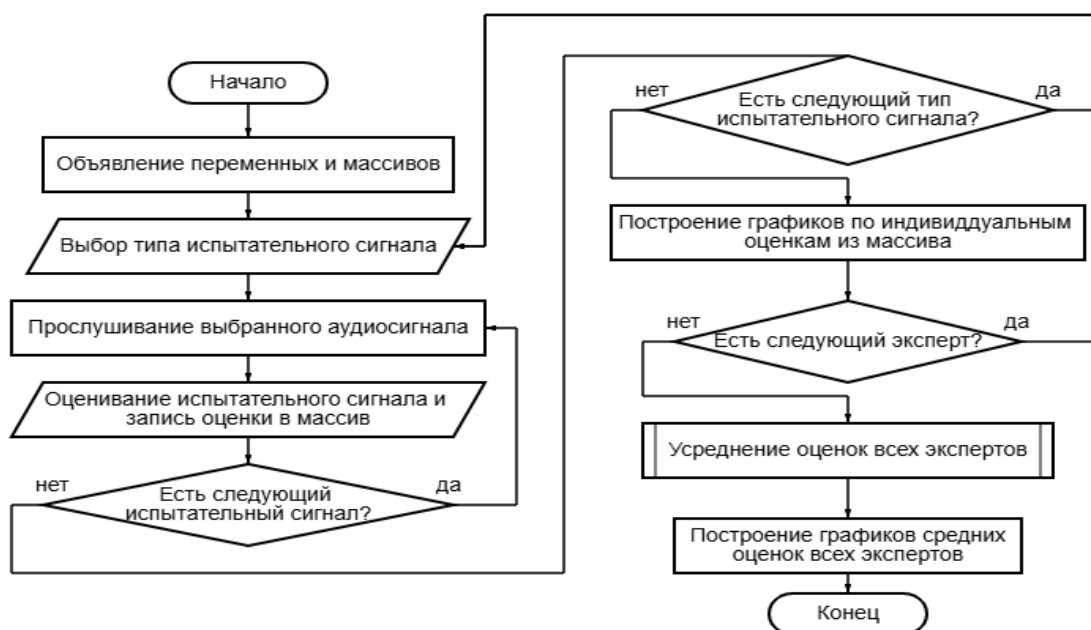 Начало
Объявление переменных и массивов
Выбор типа испытательного сигнала
Прослушивание выбранного аудиосигнала
Оценивание испытательного сигнала и
запись оценки в массив
нет
Есть следующий
испытательный сигнал?
да
нет
Есть следующий тип
испытательного сигнала?
да
Построение графиков по индивиддуальным
оценкам из массива
нет
Есть следующий эксперт?
да
Усреднение оценок всех экспертов
Построение графиков средних
оценок всех экспертов
Конец